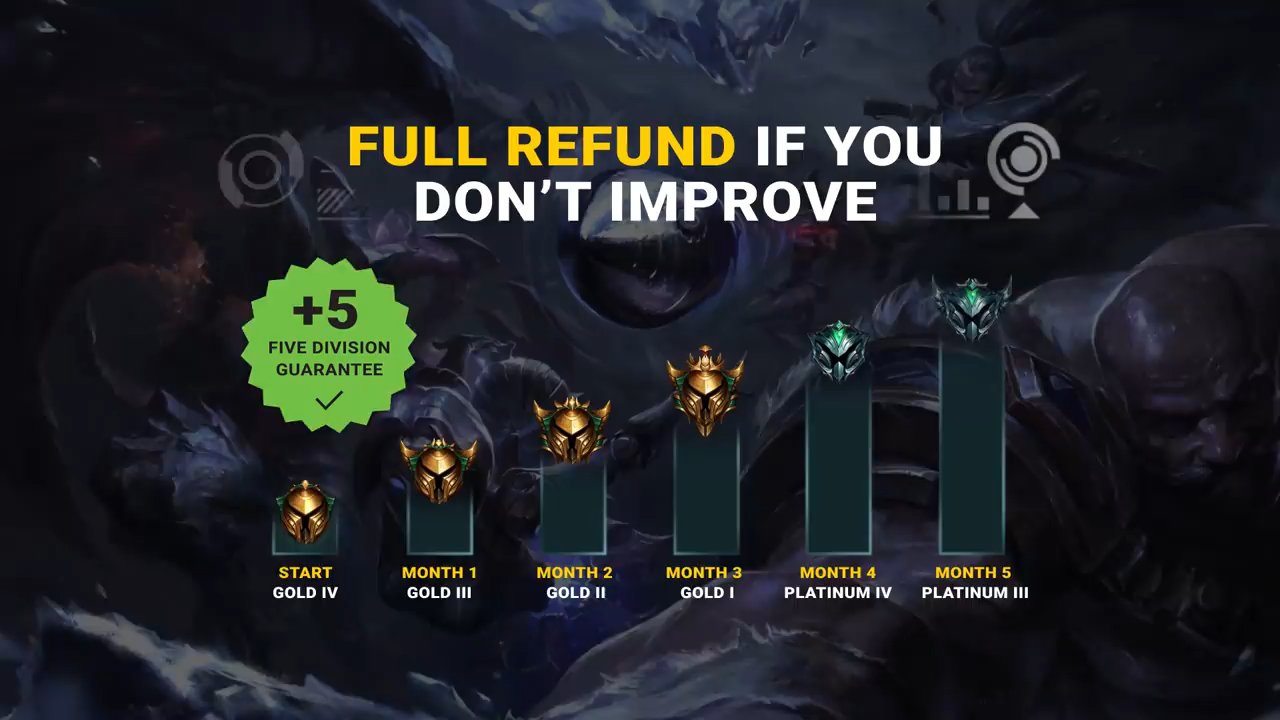 FULL REFUND IF YOU
DON'T IMPROVE
+5
FIVE DIVISION
GUARANTEE
START
GOLD IV
MONTH 1
GOLD III
MONTH 2
GOLD II
MONTH 3
GOLD I
MONTH 4
PLATINUM IV
MONTH 5
PLATINUM III